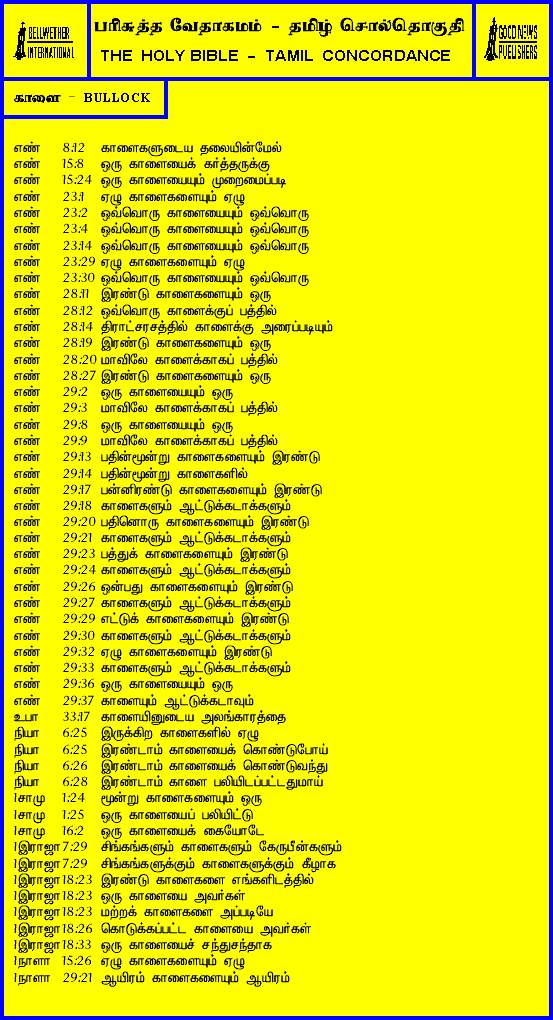 BELLWETHER
INTERNATIONAL
பரிசுத்த வேதாகமம் - தமிழ் சொல்தொகுதி
THE HOLY BIBLE - TAMIL CONCORDANCE
GOOD NEWS
PUBLISHERS
காளை - BULLOCK
எண் 8:12 காளைகளுடைய தலையின்மேல்
எண் 15:8 ஒரு காளையைக் கர்த்தருக்கு
எண் 15:24 ஒரு காளையையும் முறைமைப்படி
எண் 23:1 ஏழு காளைகளையும் ஏழு
எண் 23:2 ஒவ்வொரு காளையையும் ஒவ்வொரு
எண் 23:4 ஒவ்வொரு காளையையும் ஒவ்வொரு
எண் 23:14 ஒவ்வொரு காளையையும் ஒவ்வொரு
எண் 23:29 ஏழு காளைகளையும் ஏழு
எண் 23:30 ஒவ்வொரு காளையையும் ஒவ்வொரு
எண் 28:11 இரண்டு காளைகளையும் ஒரு
எண் 28:12 ஒவ்வொரு காளைக்குப் பத்தில்
எண் 28:14 திராட்சரசத்தில் காளைக்கு அரைப்படியும்
எண் 28:19 இரண்டு காளைகளையும் ஒரு
எண் 28:20 மாவிலே காளைக்காகப் பத்தில்
எண் 28:27 இரண்டு காளைகளையும் ஒரு
எண் 29:2 ஒரு காளையையும் ஒரு
எண் 29:3 மாவிலே காளைக்காகப் பத்தில்
எண் 29:8 ஒரு காளையையும் ஒரு
எண் 29:9 மாவிலே காளைக்காகப் பத்தில்
எண் 29:13 பதின்மூன்று காளைகளையும் இரண்டு
எண் 29:14 பதின்மூன்று காளைகளில்
எண் 29:17 பன்னிரண்டு காளைகளையும் இரண்டு
எண் 29:18 காளைகளும் ஆட்டுக்கடாக்களும்
எண் 29:20 பதினொரு காளைகளையும் இரண்டு
எண் 29:21 காளைகளும் ஆட்டுக்கடாக்களும்
எண் 29:23 பத்துக் காளைகளையும் இரண்டு
எண் 29:24 காளைகளும் ஆட்டுக்கடாக்களும்
எண் 29:26 ஒன்பது காளைகளையும் இரண்டு
எண் 29:27 காளைகளும் ஆட்டுக்கடாக்களும்
எண் 29:29 எட்டுக் காளைகளையும் இரண்டு
எண் 29:30 காளைகளும் ஆட்டுக்கடாக்களும்
எண் 29:32 ஏழு காளைகளையும் இரண்டு
எண் 29:33 காளைகளும் ஆட்டுக்கடாக்களும்
எண் 29:36 ஒரு காளையையும் ஒரு
எண் 29:37 காளையும் ஆட்டுக்கடாவும்
உபா 33:17 காளையினுடைய அலங்காரத்தை
நியா 6:25 இருக்கிற காளைகளில் ஏழு
நியா 6:25 இரண்டாம் காளையைக் கொண்டுபோய்
நியா 6:26 இரண்டாம் காளையைக் கொண்டுவந்து
நியா 6:28 இரண்டாம் காளை பலியிடப்பட்டதுமாய்
1சாமு 1:24 மூன்று காளைகளையும் ஒரு
1சாமு 1:25 ஒரு காளையைப் பலியிட்டு
1சாமு 16:2 ஒரு காளையைக் கையோடே
1இராஜா 7:29 சிங்கங்களும் காளைகளும் கேருபீன்களும்
1இராஜா 7:29 சிங்கங்களுக்கும் காளைகளுக்கும் கீழாக
1இராஜா 18:23 இரண்டு காளைகளை எங்களிடத்தில்
1இராஜா 18:23 ஒரு காளையை அவர்கள்
1இராஜா 18:23 மற்றக் காளைகளை அப்படியே
1இராஜா 18:26 கொடுக்கப்பட்ட காளையை அவர்கள்
1இராஜா 18:33 ஒரு காளையைச் சந்துசந்தாக
1நாளா 15:26 ஏழு காளைகளையும் ஏழு
1நாளா 29:21 ஆயிரம் காளைகளையும் ஆயிரம்